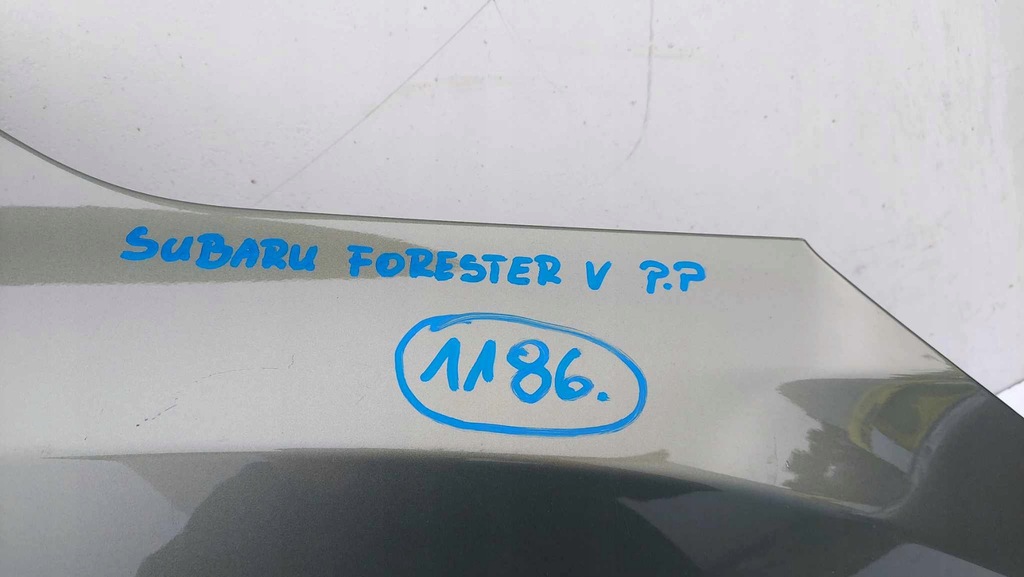 SUBARU FORESTER V P.P
1186.